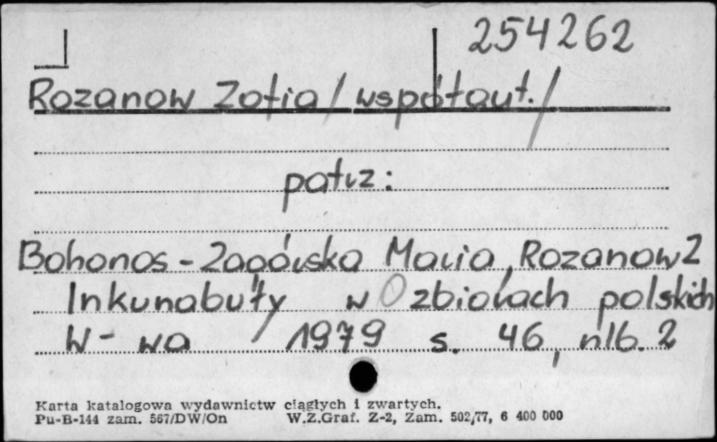 254262
Rozanow Zofia / współaut. /
patrz:
Bohonos-Zagórska Maria, Rozanow Z
Inkunabuły w zbiorach polskich
W-wa 1979 s. 46, nlb. 2
Karta katalogowa wydawnictw ciągłych i zwartych.
Pu-B-144 zam. 567/DW/On W.Z.Graf. Z-2, Zam. 502/77, 6 400 000